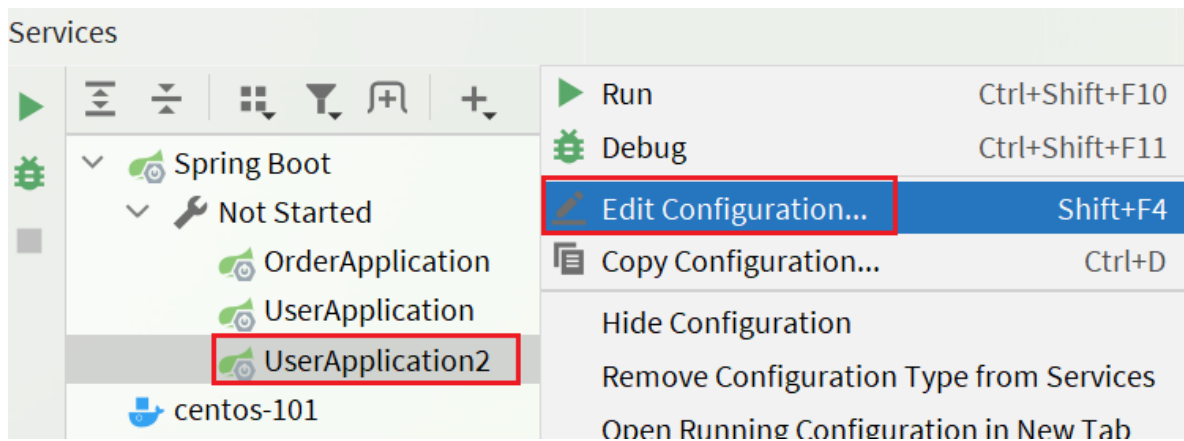 Services
Run Ctrl+Shift+F10
Debug Ctrl+Shift+F11
Spring Boot
Edit Configuration... Shift+F4
Not Started
OrderApplication
Copy Configuration... Ctrl+D
UserApplication
Hide Configuration
UserApplication2
Remove Configuration Type from Services
centos-101
Open Running Configuration in New Tab